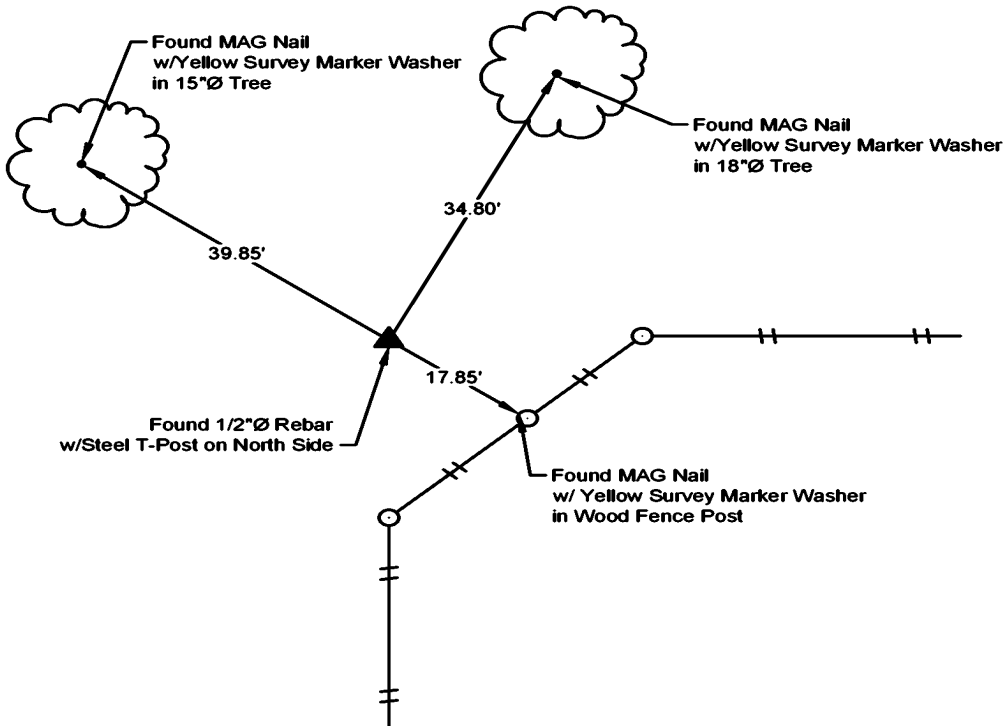 Found MAG Nail
w/Yellow Survey Marker Washer
in 15"Ø Tree
Found MAG Nail
w/Yellow Survey Marker Washer
in 18"Ø Tree
34.80'
39.85'
17.85'
Found 1/2"Ø Rebar
w/Steel T-Post on North Side
Found MAG Nail
w/ Yellow Survey Marker Washer
in Wood Fence Post